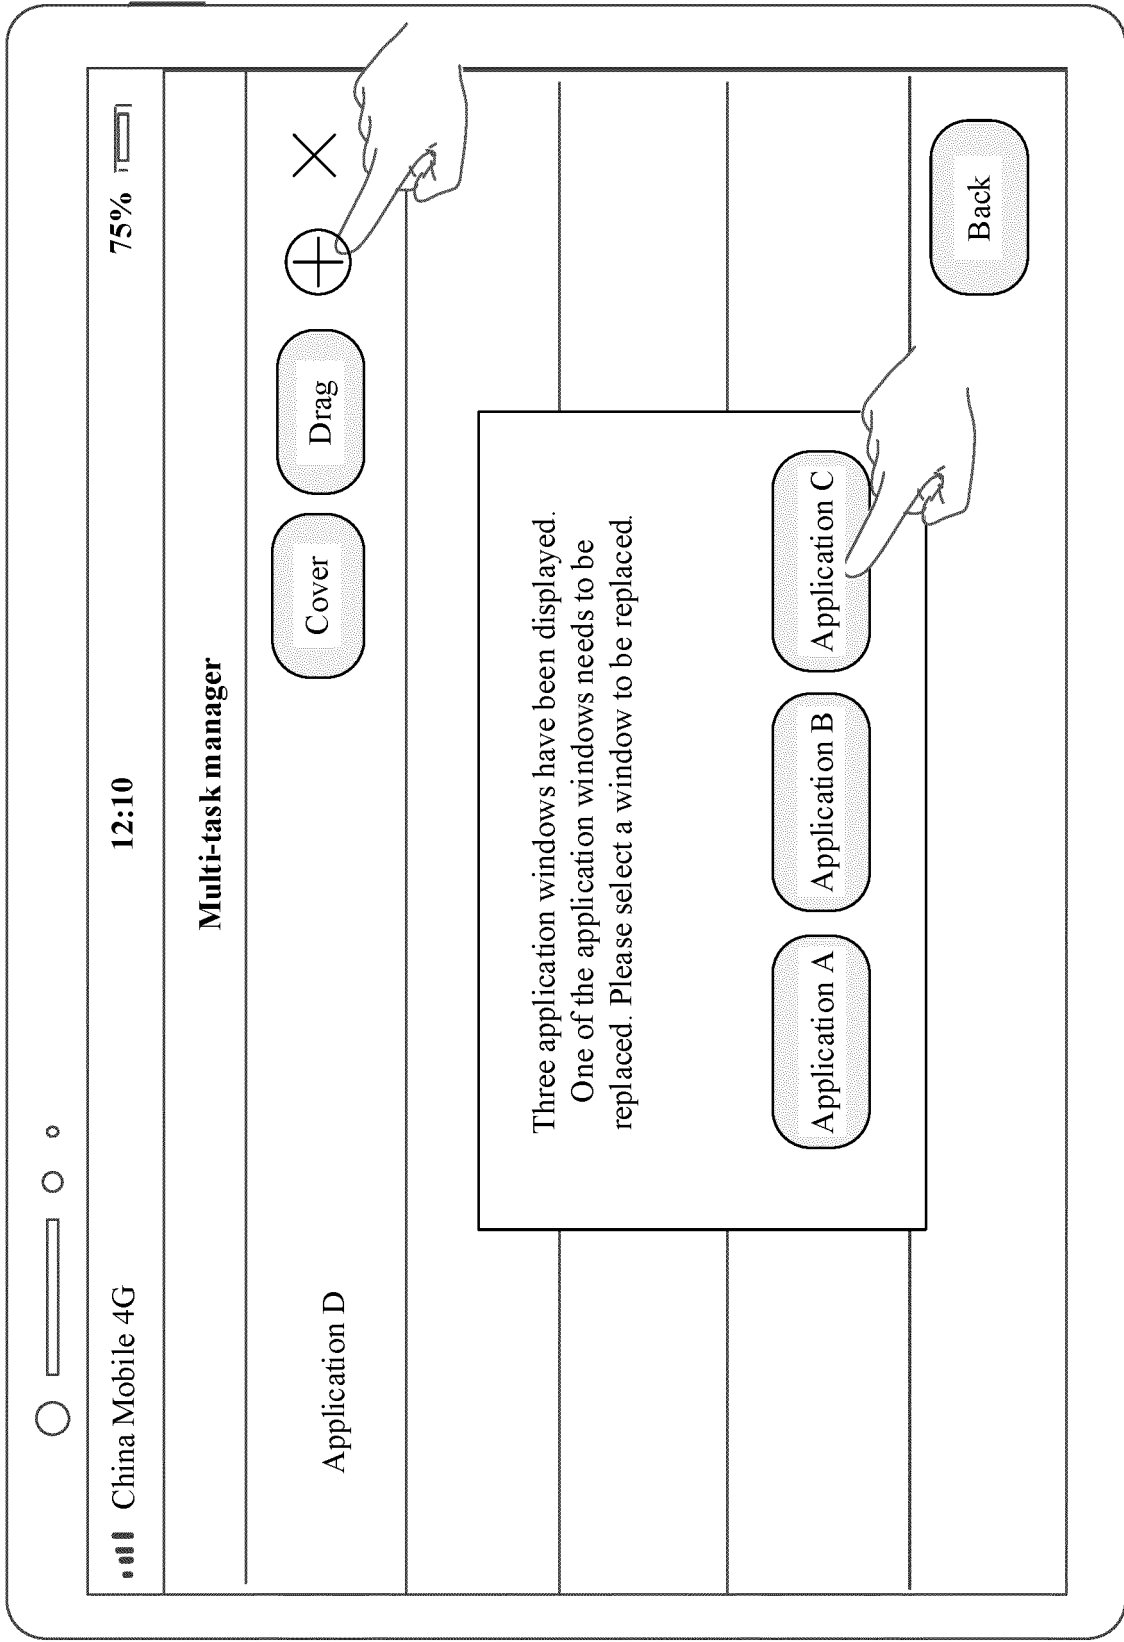 China Mobile 4G
12:10
75%
Multi-task manager
Application D
Cover
Drag
Three application windows have been displayed.
One of the application windows needs to be
replaced. Please select a window to be replaced.
Application A
Application B
Application C
Back